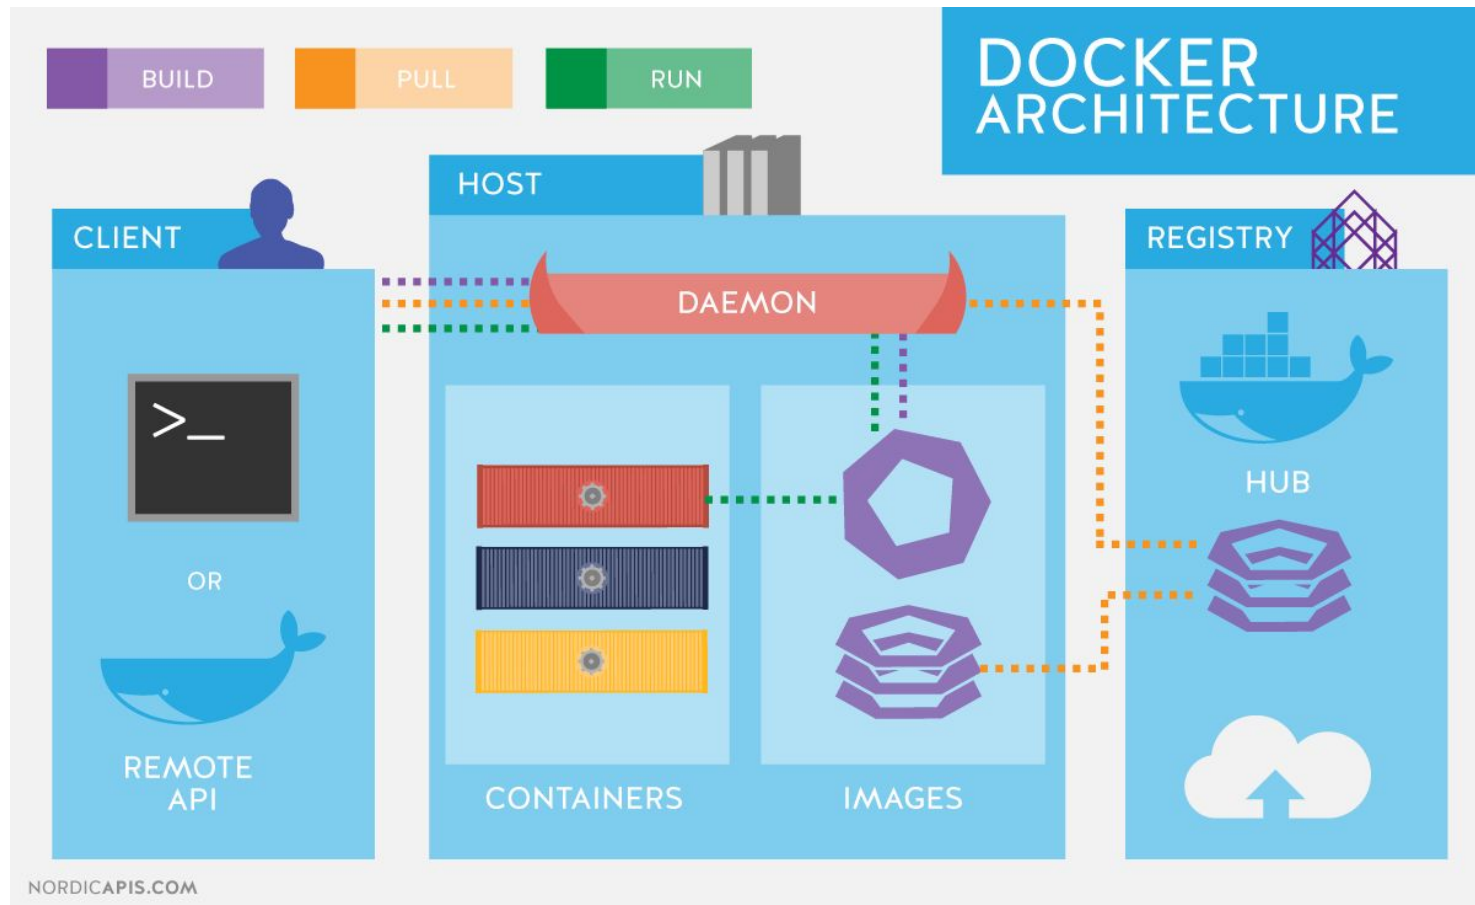 BUILD
PULL
RUN
DOCKER
ARCHITECTURE
CLIENT
>_
OR
REMOTE
API
HOST
DAEMON
CONTAINERS
IMAGES
REGISTRY
HUB
NORDICAPIS.COM